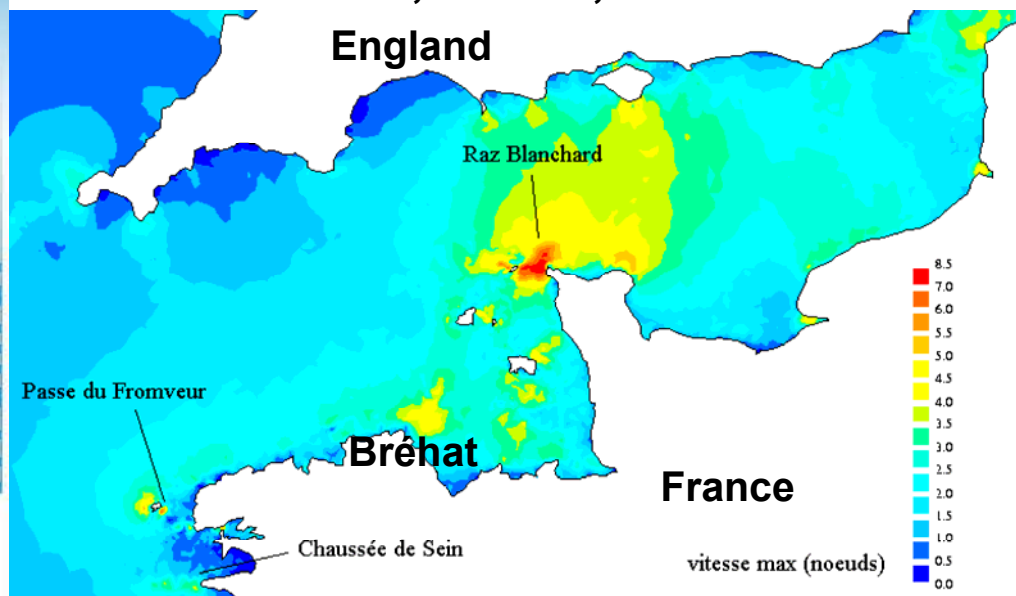 England
Raz Blanchard
Passe du Fromveur
Bréhat
France
Chaussée de Sein
vitesse max (noeuds)
8.5
7.0
6.0
5.5
5.0
4.5
4.0
3.5
3.0
2.5
2.0
1.5
1.0
0.5
0.0